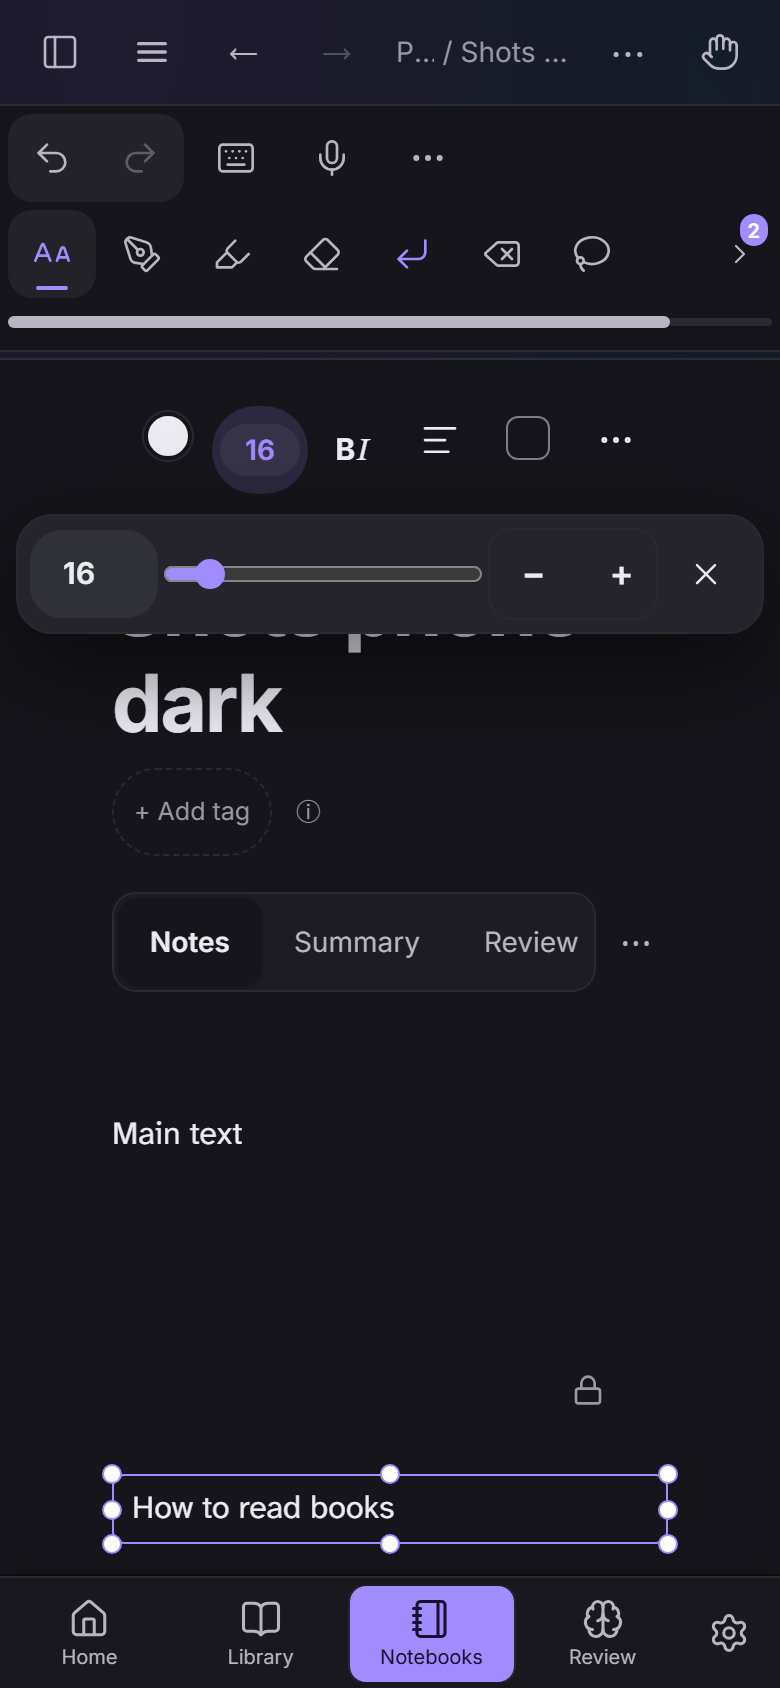 P... / Shots ...
AA
2
16
BI
16
− +
dark
+ Add tag
Notes Summary Review
Main text
How to read books
Home Library Notebooks Review